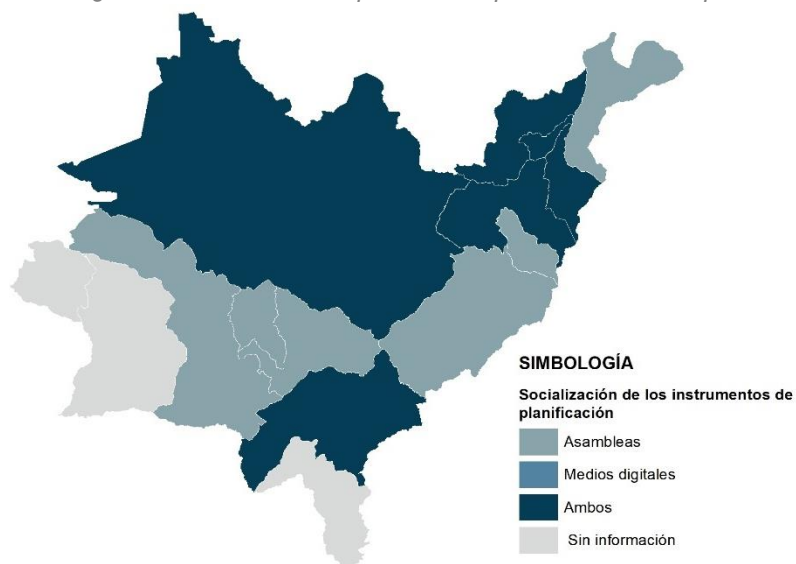 SIMBOLOGÍA
Socialización de los instrumentos de
planificación
Asambleas
Medios digitales
Ambos
Sin información